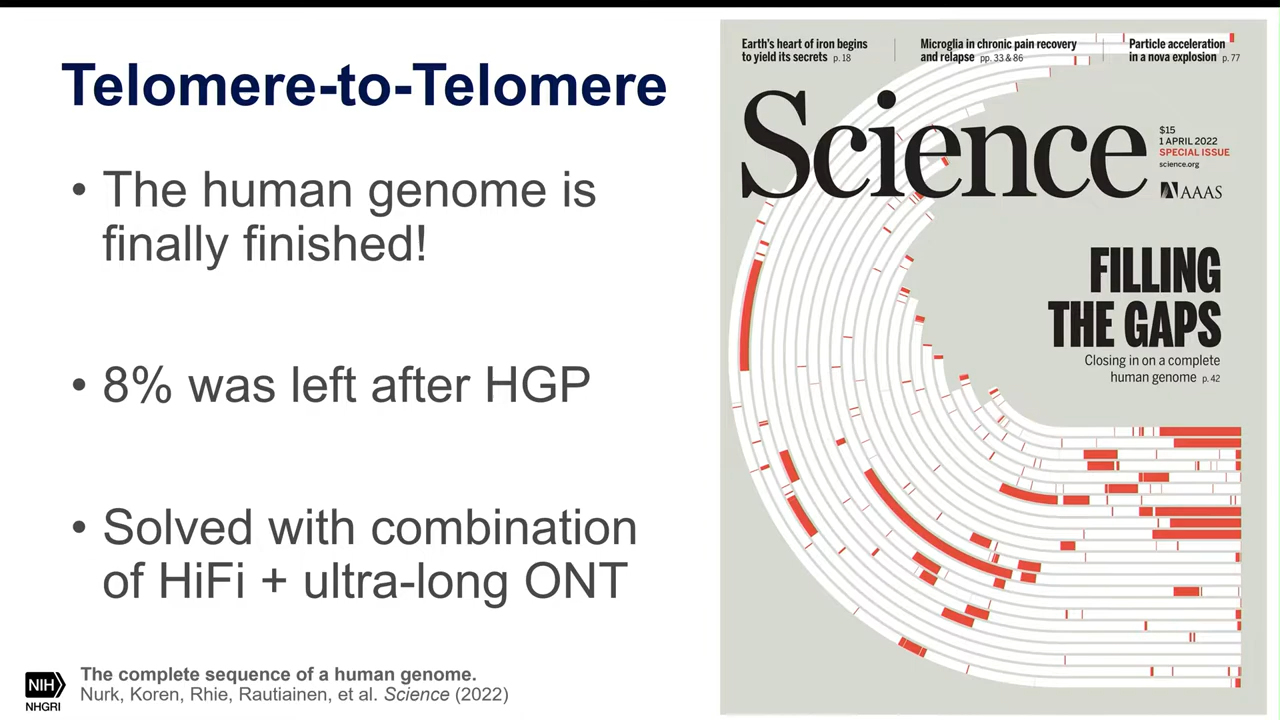 Telomere-to-Telomere
• The human genome is
finally finished!
• 8% was left after HGP
• Solved with combination
of HiFi + ultra-long ONT
NIH
NHGRI
The complete sequence of a human genome.
Nurk, Koren, Rhie, Rautiainen, et al. Science (2022)
Earth's heart of iron begins
to yield its secrets p. 18
Microglia in chronic pain recovery
and relapse pp. 33 & 86
Particle acceleration
in a nova explosion p. 77
Science
$15
1 APRIL 2022
SPECIAL ISSUE
science.org
AAAS
FILLING
THE GAPS
Closing in on a complete
human genome p. 42